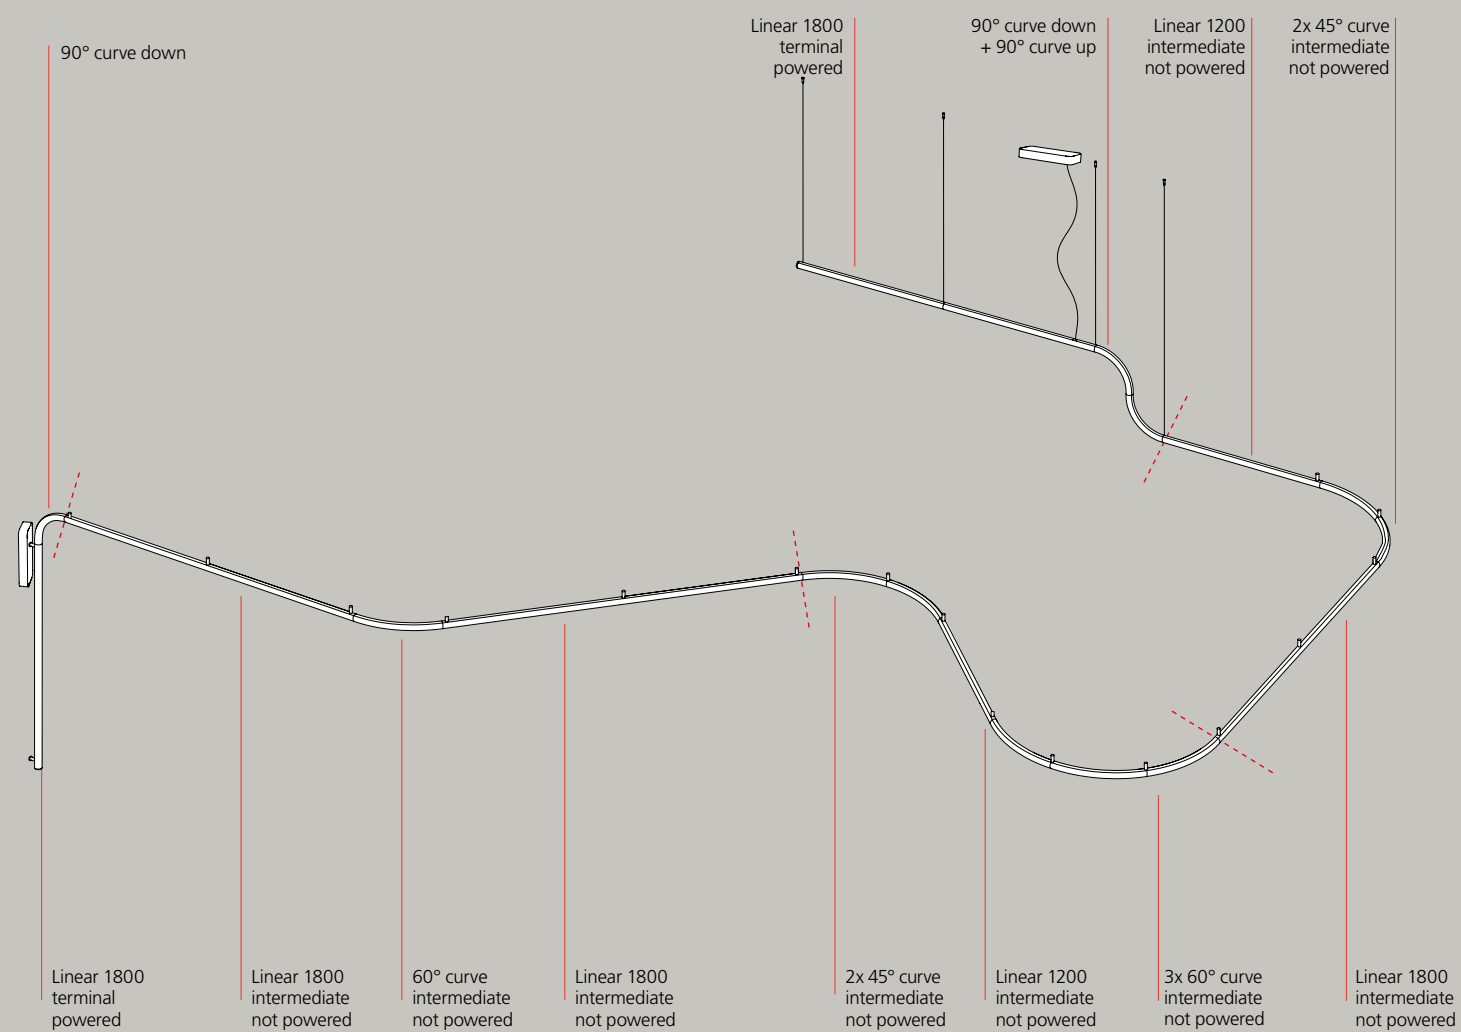 90° curve down
Linear 1800
terminal
powered
90° curve down
+ 90° curve up
Linear 1200
intermediate
not powered
2x 45° curve
intermediate
not powered
Linear 1800
terminal
powered
Linear 1800
intermediate
not powered
60° curve
intermediate
not powered
Linear 1800
intermediate
not powered
2x 45° curve
intermediate
not powered
Linear 1200
intermediate
not powered
3x 60° curve
intermediate
not powered
Linear 1800
intermediate
not powered